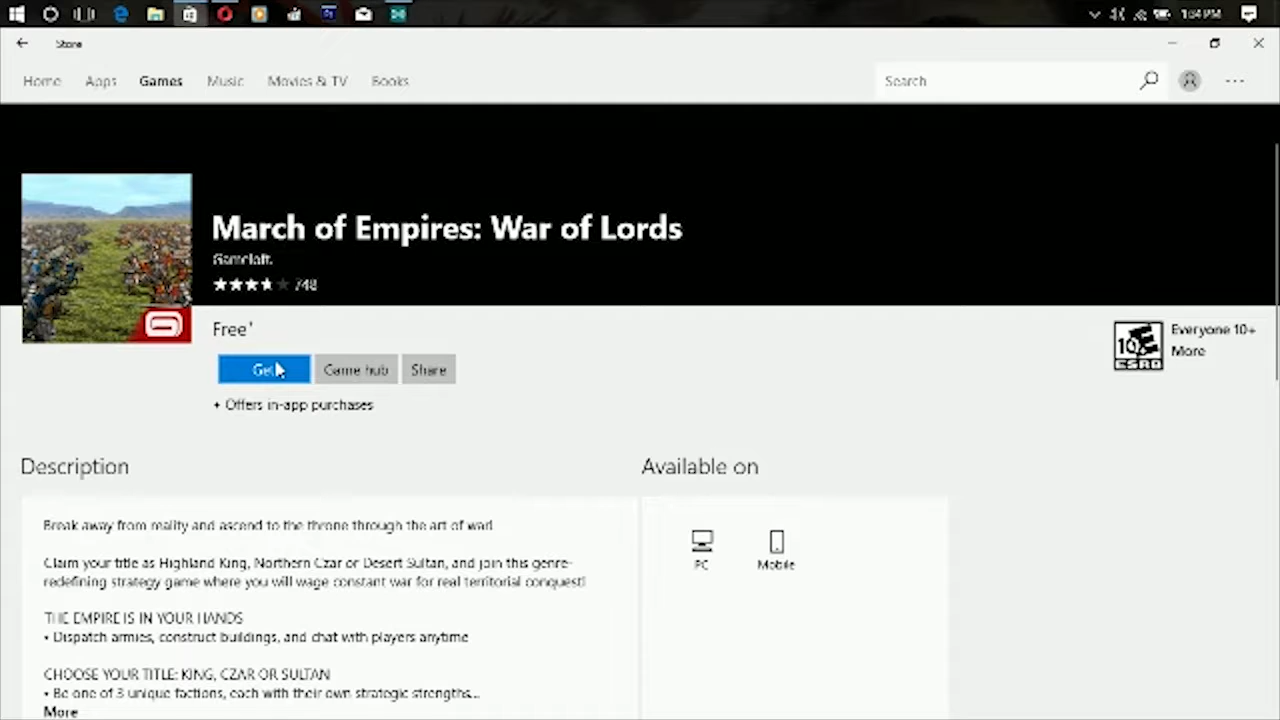 1:04 PM
Store
Home Apps Games Music Movies & TV Books
Search
March of Empires: War of Lords
Gameloft.
748
Free+
Get Game hub Share
+ Offers in-app purchases
Everyone 10+
More
ESRB
Description
Available on
Break away from reality and ascend to the throne through the art of war!
Claim your title as Highland King, Northern Czar or Desert Sultan, and join this genre-
redefining strategy game where you will wage constant war for real territorial conquest!
THE EMPIRE IS IN YOUR HANDS
• Dispatch armies, construct buildings, and chat with players anytime
CHOOSE YOUR TITLE: KING, CZAR OR SULTAN
• Be one of 3 unique factions, each with their own strategic strengths...
More
PC Mobile